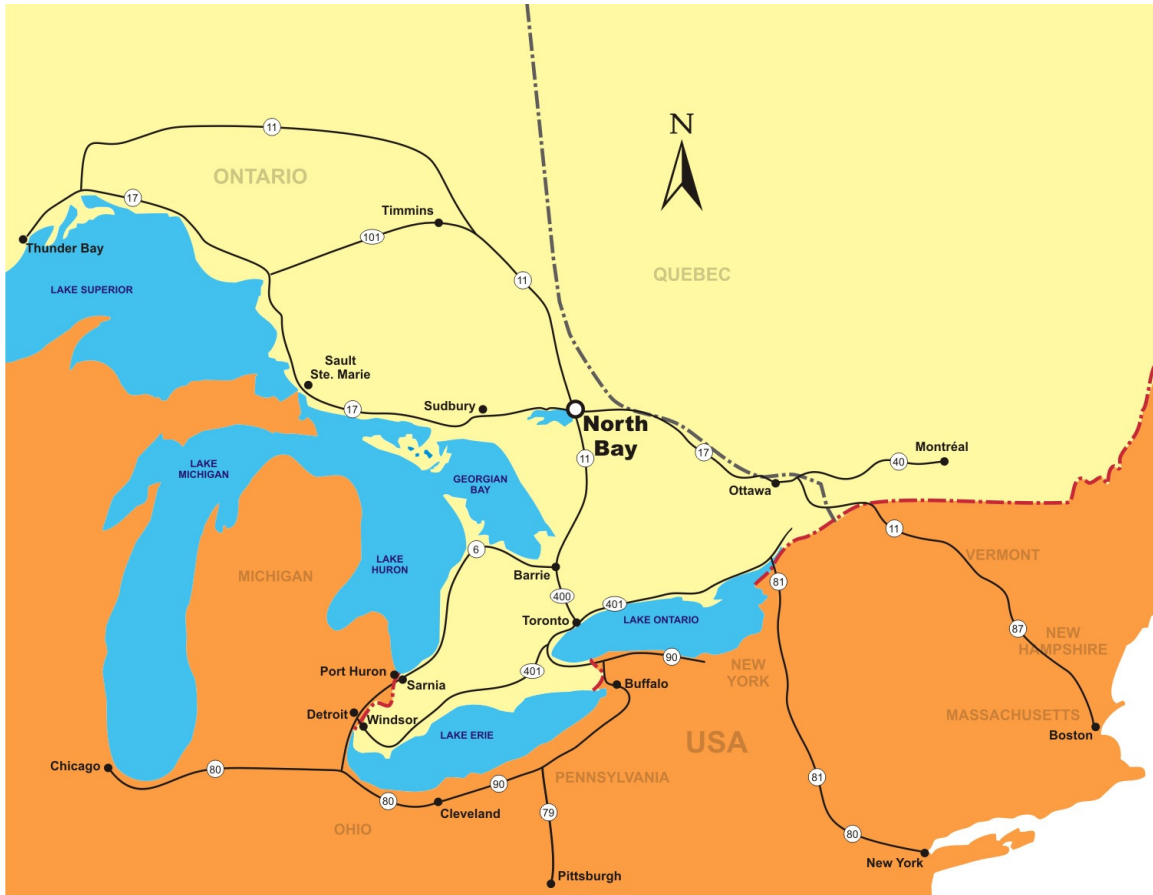 11
N
ONTARIO
17
Timmins
101
Thunder Bay
11
QUEBEC
LAKE SUPERIOR
Sault
Ste. Marie
17
Sudbury
North
Bay
11
17
Montréal
40
Ottawa
LAKE
MICHIGAN
GEORGIAN
BAY
11
6
LAKE
HURON
MICHIGAN
Barrie
VERMONT
81
400
401
Toronto
LAKE ONTARIO
87
NEW
HAMPSHIRE
90
401
NEW
YORK
Port Huron
Sarnia
Buffalo
Detroit
Windsor
MASSACHUSETTS
Boston
LAKE ERIE
USA
Chicago
80
PENNSYLVANIA
90
81
80
Cleveland
79
OHIO
80
New York
Pittsburgh